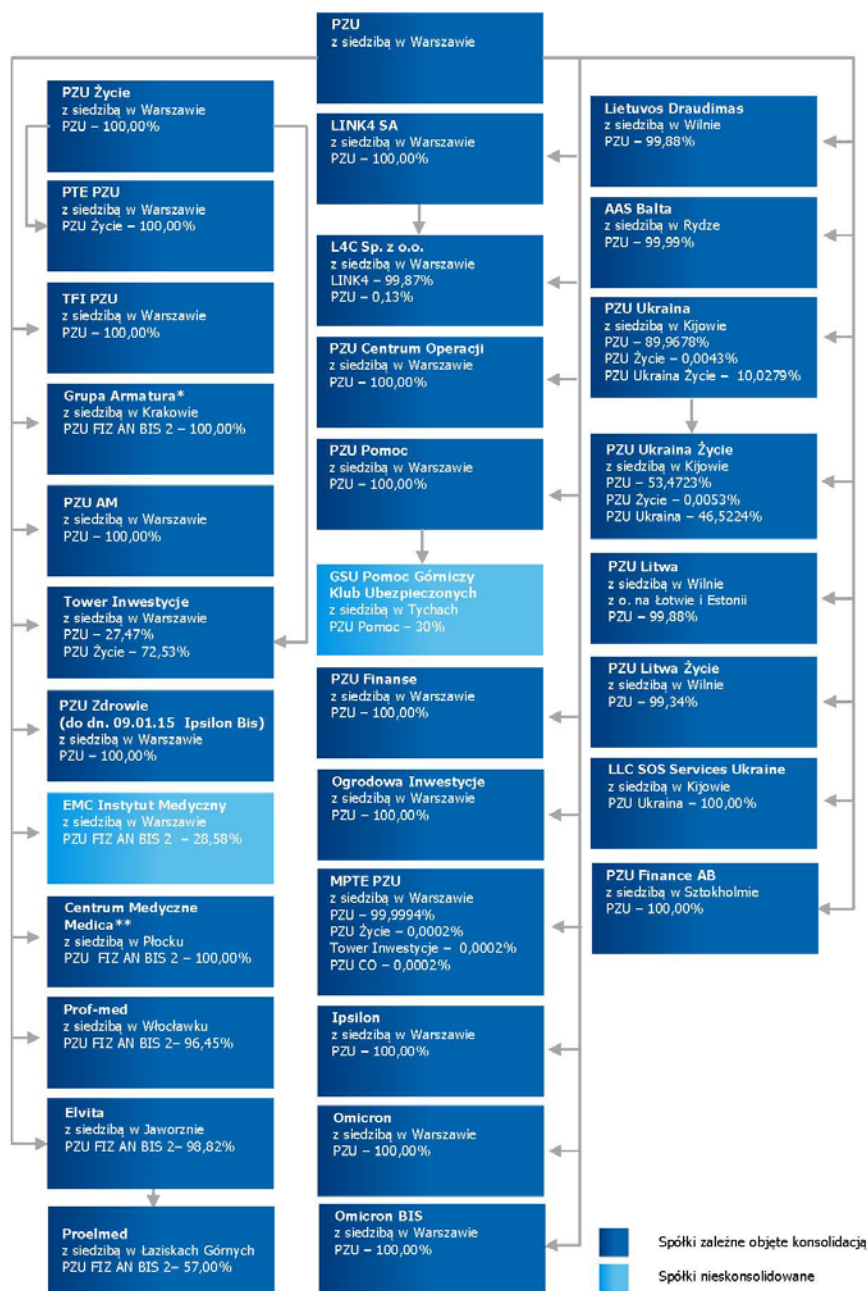 PZU
z siedzibą w Warszawie
PZU Życie
z siedzibą w Warszawie
PZU – 100,00%
PTE PZU
z siedzibą w Warszawie
PZU Życie – 100,00%
TFI PZU
z siedzibą w Warszawie
PZU – 100,00%
Grupa Armatura*
z siedzibą w Krakowie
PZU FIZ AN BIS 2 – 100,00%
PZU AM
z siedzibą w Warszawie
PZU – 100,00%
Tower Inwestycje
z siedzibą w Warszawie
PZU – 27,47%
PZU Życie – 72,53%
PZU Zdrowie
(do dn. 09.01.15 Ipsilon Bis)
z siedzibą w Warszawie
PZU – 100,00%
EMC Instytut Medyczny
z siedzibą w Warszawie
PZU FIZ AN BIS 2 – 28,58%
Centrum Medyczne
Medica**
z siedzibą w Płocku
PZU FIZ AN BIS 2 – 100,00%
Prof-med
z siedzibą w Włocławku
PZU FIZ AN BIS 2– 96,45%
Elvita
z siedzibą w Jaworznie
PZU FIZ AN BIS 2– 98,82%
Proelmed
z siedzibą w Łaziskach Górnych
PZU FIZ AN BIS 2– 57,00%
LINK4 SA
z siedzibą w Warszawie
PZU – 100,00%
L4C Sp. z o.o.
z siedzibą w Warszawie
LINK4 – 99,87%
PZU – 0,13%
PZU Centrum Operacji
z siedzibą w Warszawie
PZU – 100,00%
PZU Pomoc
z siedzibą w Warszawie
PZU – 100,00%
GSU Pomoc Górniczy
Klub Ubezpieczonych
z siedzibą w Tychach
PZU Pomoc – 30%
PZU Finanse
z siedzibą w Warszawie
PZU – 100,00%
Ogrodowa Inwestycje
z siedzibą w Warszawie
PZU – 100,00%
MPTE PZU
z siedzibą w Warszawie
PZU – 99,9994%
PZU Życie – 0,0002%
Tower Inwestycje – 0,0002%
PZU CO – 0,0002%
Ipsilon
z siedzibą w Warszawie
PZU – 100,00%
Omicron
z siedzibą w Warszawie
PZU – 100,00%
Omicron BIS
z siedzibą w Warszawie
PZU – 100,00%
Lietuvos Draudimas
z siedzibą w Wilnie
PZU – 99,88%
AAS Balta
z siedzibą w Rydze
PZU – 99,99%
PZU Ukraina
z siedzibą w Kijowie
PZU – 89,9678%
PZU Życie – 0,0043%
PZU Ukraina Życie – 10,0279%
PZU Ukraina Życie
z siedzibą w Kijowie
PZU – 53,4723%
PZU Życie – 0,0053%
PZU Ukraina – 46,5224%
PZU Litwa
z siedzibą w Wilnie
z o. na Łotwie i Estonii
PZU – 99,88%
PZU Litwa Życie
z siedzibą w Wilnie
PZU – 99,34%
LLC SOS Services Ukraine
z siedzibą w Kijowie
PZU Ukraina – 100,00%
PZU Finance AB
z siedzibą w Sztokholmie
PZU – 100,00%
Spółki zależne objęte konsolidacją
Spółki nieskonsolidowane